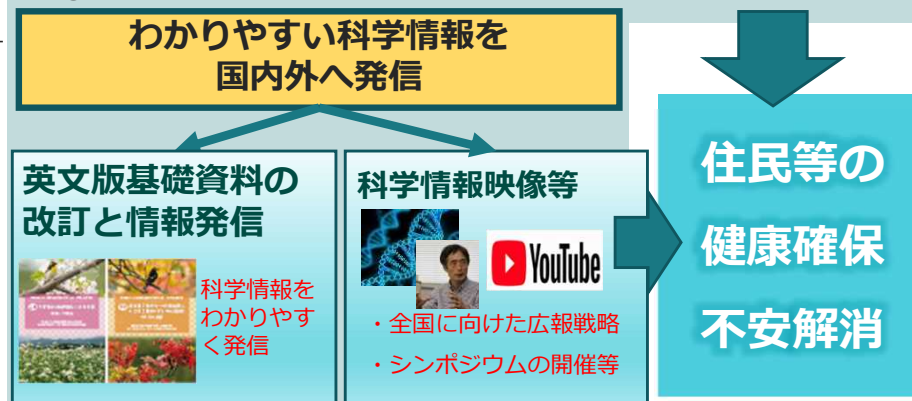 わかりやすい科学情報を
国内外へ発信
英文版基礎資料の
改訂と情報発信
科学情報を
わかりやす
く発信
科学情報映像等
YouTube
・全国に向けた広報戦略
・シンポジウムの開催等
住民等の
健康確保
不安解消